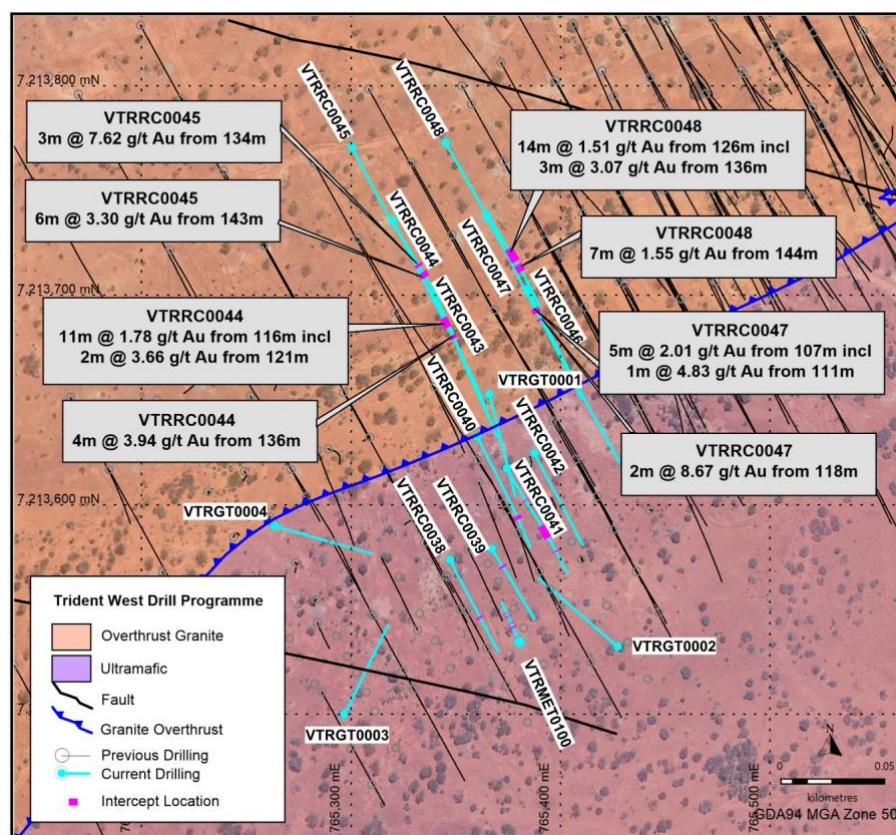 7,213,800 mN
VTRRC0045
VTRRC0048
VTRRC0045
3m @ 7.62 g/t Au from 134m
VTRRC0048
14m @ 1.51 g/t Au from 126m incl
3m @ 3.07 g/t Au from 136m
VTRRC0045
6m @ 3.30 g/t Au from 143m
VTRRC0044
VTRRC0047
VTRRC0048
7m @ 1.55 g/t Au from 144m
7,213,700 mN
VTRRC0044
11m @ 1.78 g/t Au from 116m incl
2m @ 3.66 g/t Au from 121m
VTRRC0043
VTRRC0046
VTRRC0047
5m @ 2.01 g/t Au from 107m incl
1m @ 4.83 g/t Au from 111m
VTRRC0044
4m @ 3.94 g/t Au from 136m
VTRRC0040
VTRGT0001
VTRRC0042
VTRRC0047
2m @ 8.67 g/t Au from 118m
7,213,600 mN
VTRGT0004
VTRRC0038
VTRRC0039
VTRRC0041
Trident West Drill Programme
Overthrust Granite
Ultramafic
Fault
Granite Overthrust
Previous Drilling
Current Drilling
Intercept Location
VTRGT0002
VTRGT0003
VTRMET0100
765,300 mE
765,400 mE
765,500 mE
N
0
0.05
kilometres
GDA94 MGA Zone 50